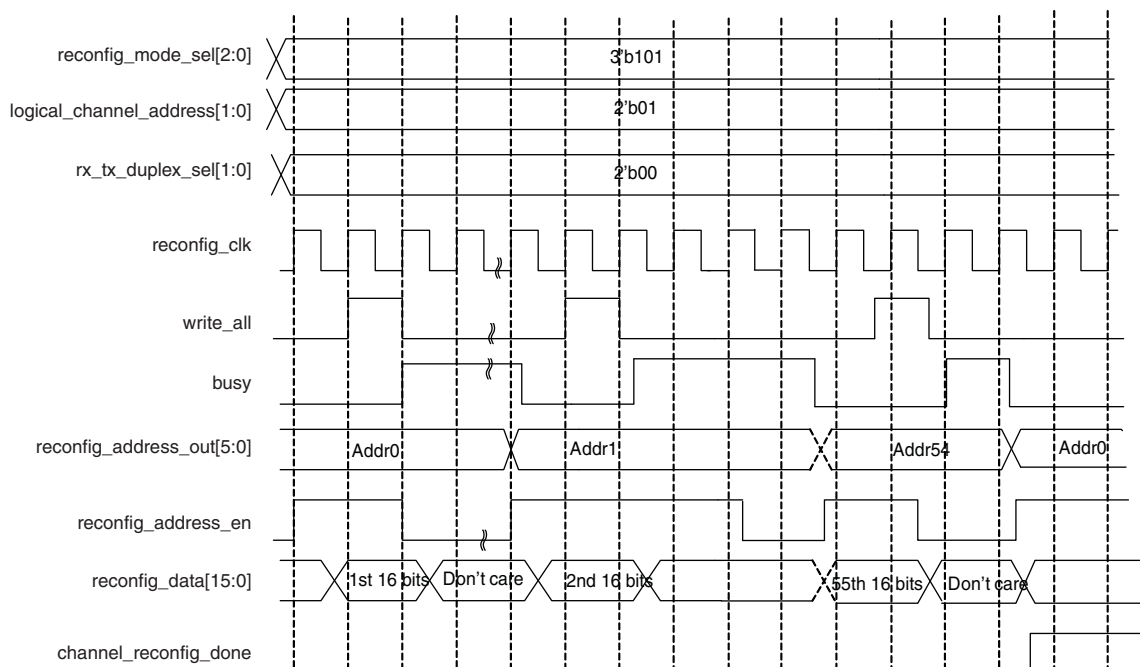 reconfig_mode_sel[2:0]
3'b101
logical_channel_address[1:0]
2'b01
rx_tx_duplex_sel[1:0]
2'b00
reconfig_clk
write_all
busy
reconfig_address_out[5:0]
Addr0
Addr1
Addr54
Addr0
reconfig_address_en
reconfig_data[15:0]
1st 16 bits
Don't care
2nd 16 bits
55th 16 bits
Don't care
channel_reconfig_done